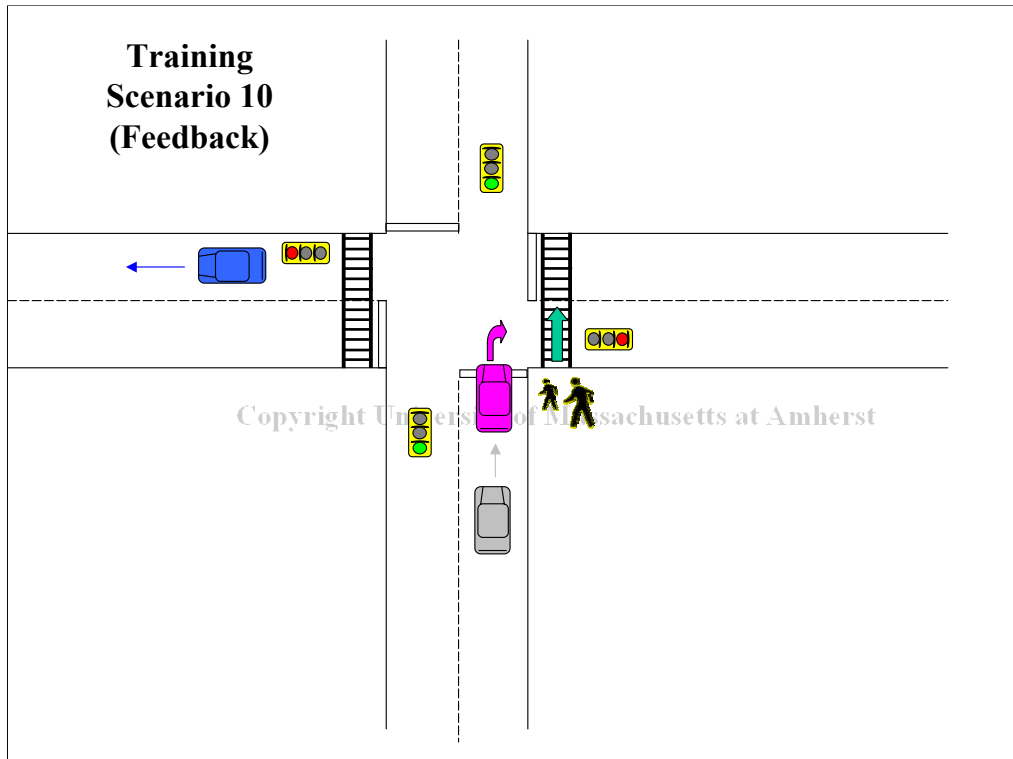 Training
Scenario 10
(Feedback)
Copyright University of Massachusetts at Amherst